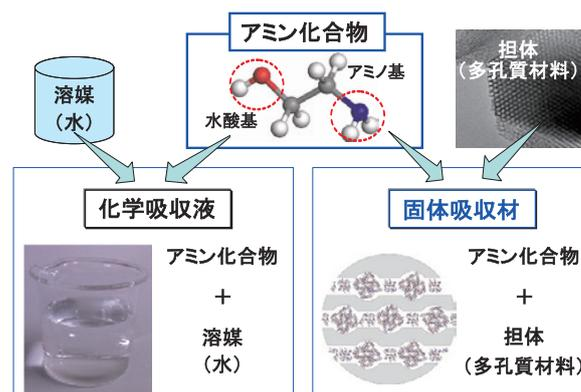 アミン化合物
溶媒
(水)
アミノ基
水酸基
担体
(多孔質材料)
化学吸収液
アミン化合物
+
溶媒
(水)
固体吸収材
アミン化合物
+
担体
(多孔質材料)